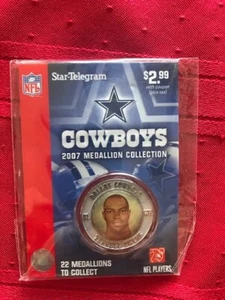 NFL
Star-Telegram
$2.99
COWBOYS
2007 MEDALLION COLLECTION
DALLAS COWBOYS
22 MEDALLIONS
TO COLLECT
NFL PLAYERS